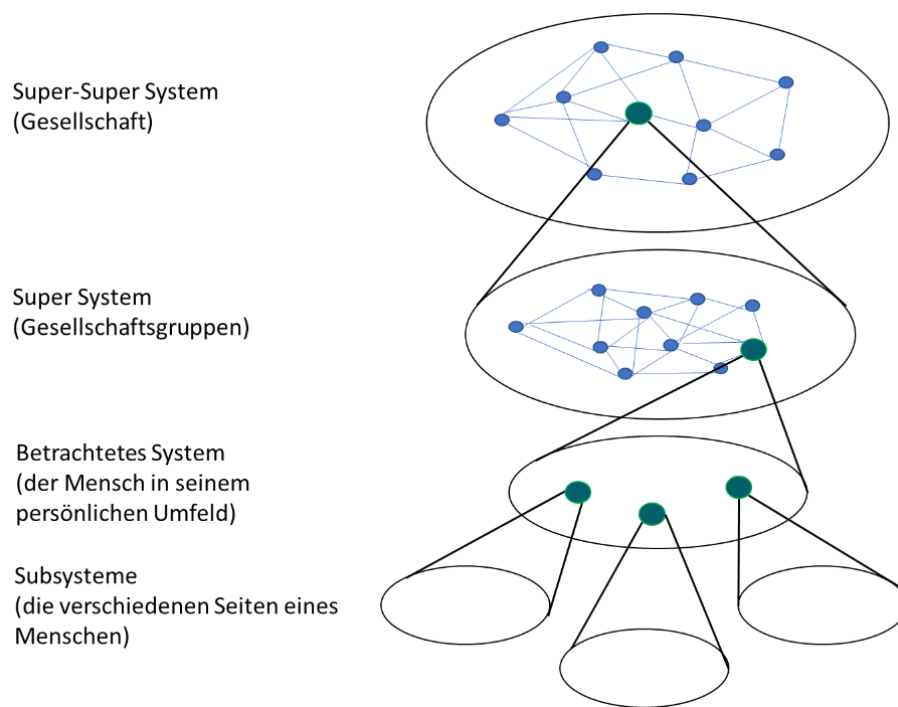 Super-Super System
(Gesellschaft)
Super System
(Gesellschaftsgruppen)
Betrachtetes System
(der Mensch in seinem
persönlichen Umfeld)
Subsysteme
(die verschiedenen Seiten eines
Menschen)